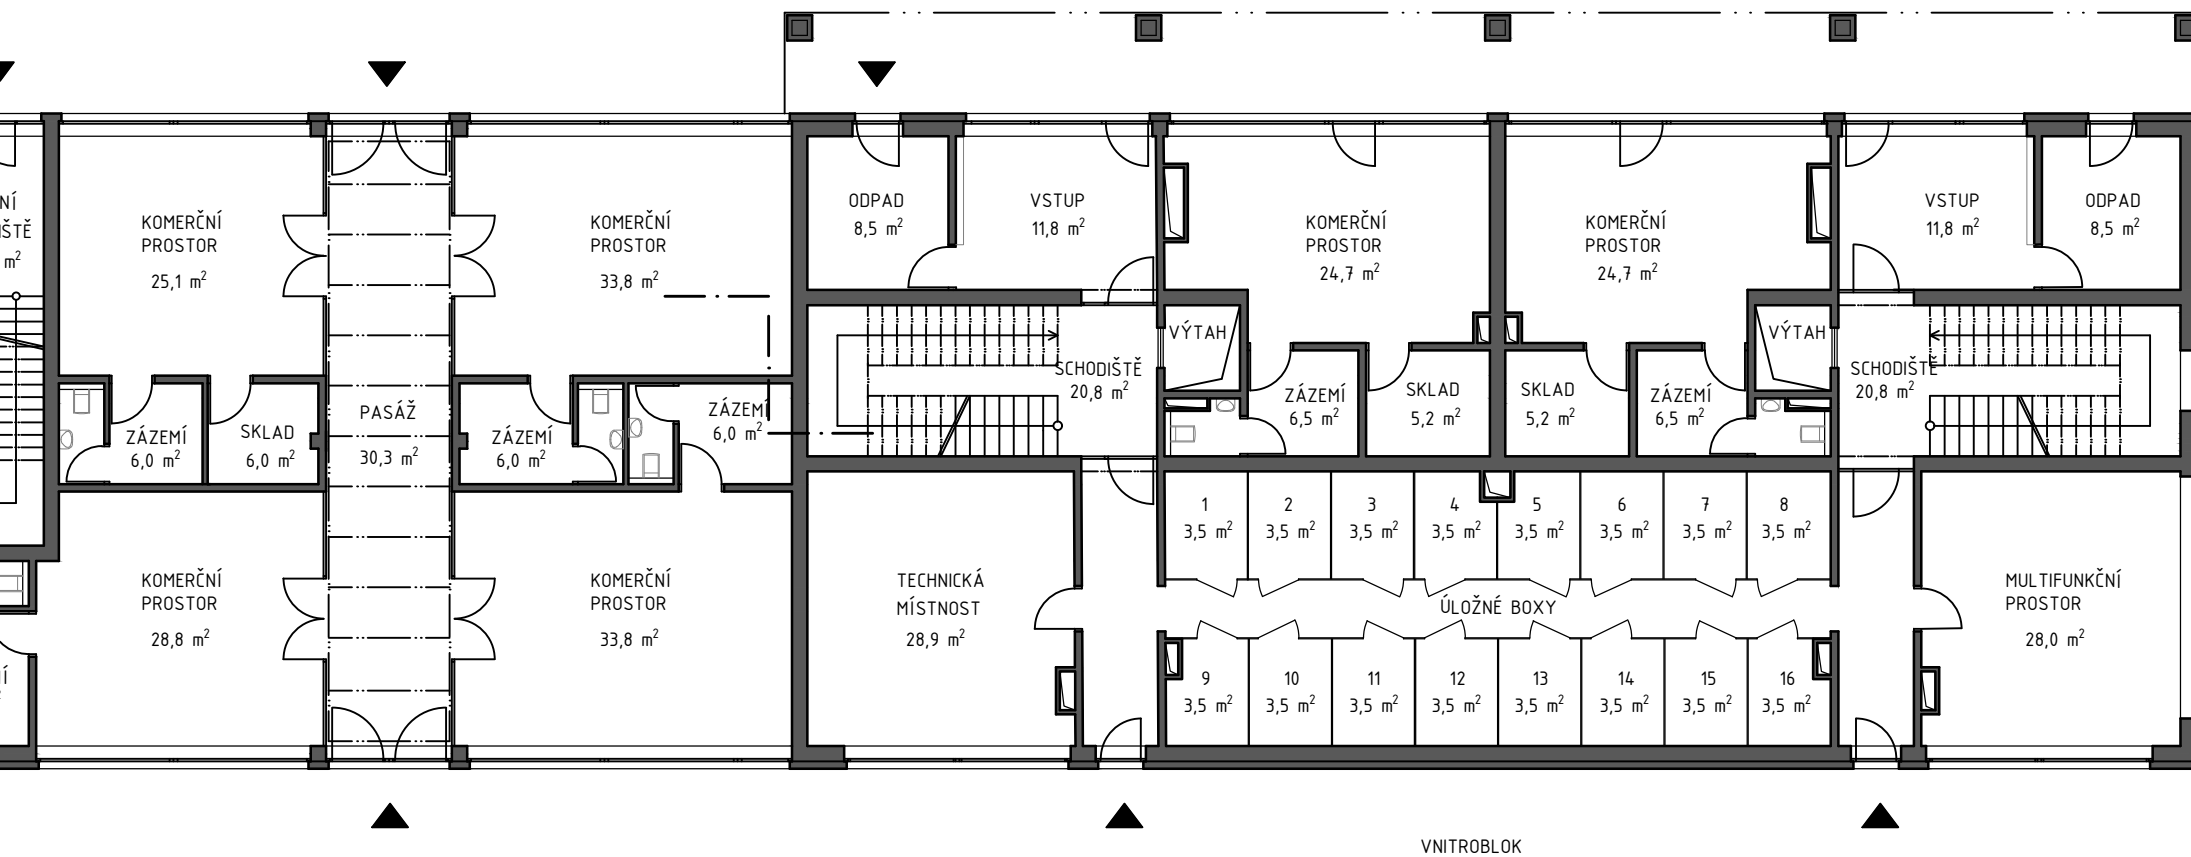 NÍ
IŠTĚ
m²
KOMERČNÍ
PROSTOR
25,1 m²
KOMERČNÍ
PROSTOR
33,8 m²
ODPAD
8,5 m²
VSTUP
11,8 m²
KOMERČNÍ
PROSTOR
24,7 m²
KOMERČNÍ
PROSTOR
24,7 m²
VSTUP
11,8 m²
ODPAD
8,5 m²
VÝTAH
VÝTAH
SCHODIŠTĚ
20,8 m²
SCHODIŠTĚ
20,8 m²
ZÁZEMÍ
6,0 m²
SKLAD
6,0 m²
PASÁŽ
30,3 m²
ZÁZEMÍ
6,0 m²
ZÁZEMÍ
6,0 m²
ZÁZEMÍ
6,5 m²
SKLAD
5,2 m²
SKLAD
5,2 m²
ZÁZEMÍ
6,5 m²
1
3,5 m²
2
3,5 m²
3
3,5 m²
4
3,5 m²
5
3,5 m²
6
3,5 m²
7
3,5 m²
8
3,5 m²
KOMERČNÍ
PROSTOR
28,8 m²
KOMERČNÍ
PROSTOR
33,8 m²
TECHNICKÁ
MÍSTNOST
28,9 m²
ÚLOŽNÉ BOXY
MULTIFUNKČNÍ
PROSTOR
28,0 m²
9
3,5 m²
10
3,5 m²
11
3,5 m²
12
3,5 m²
13
3,5 m²
14
3,5 m²
15
3,5 m²
16
3,5 m²
VNITROBLOK